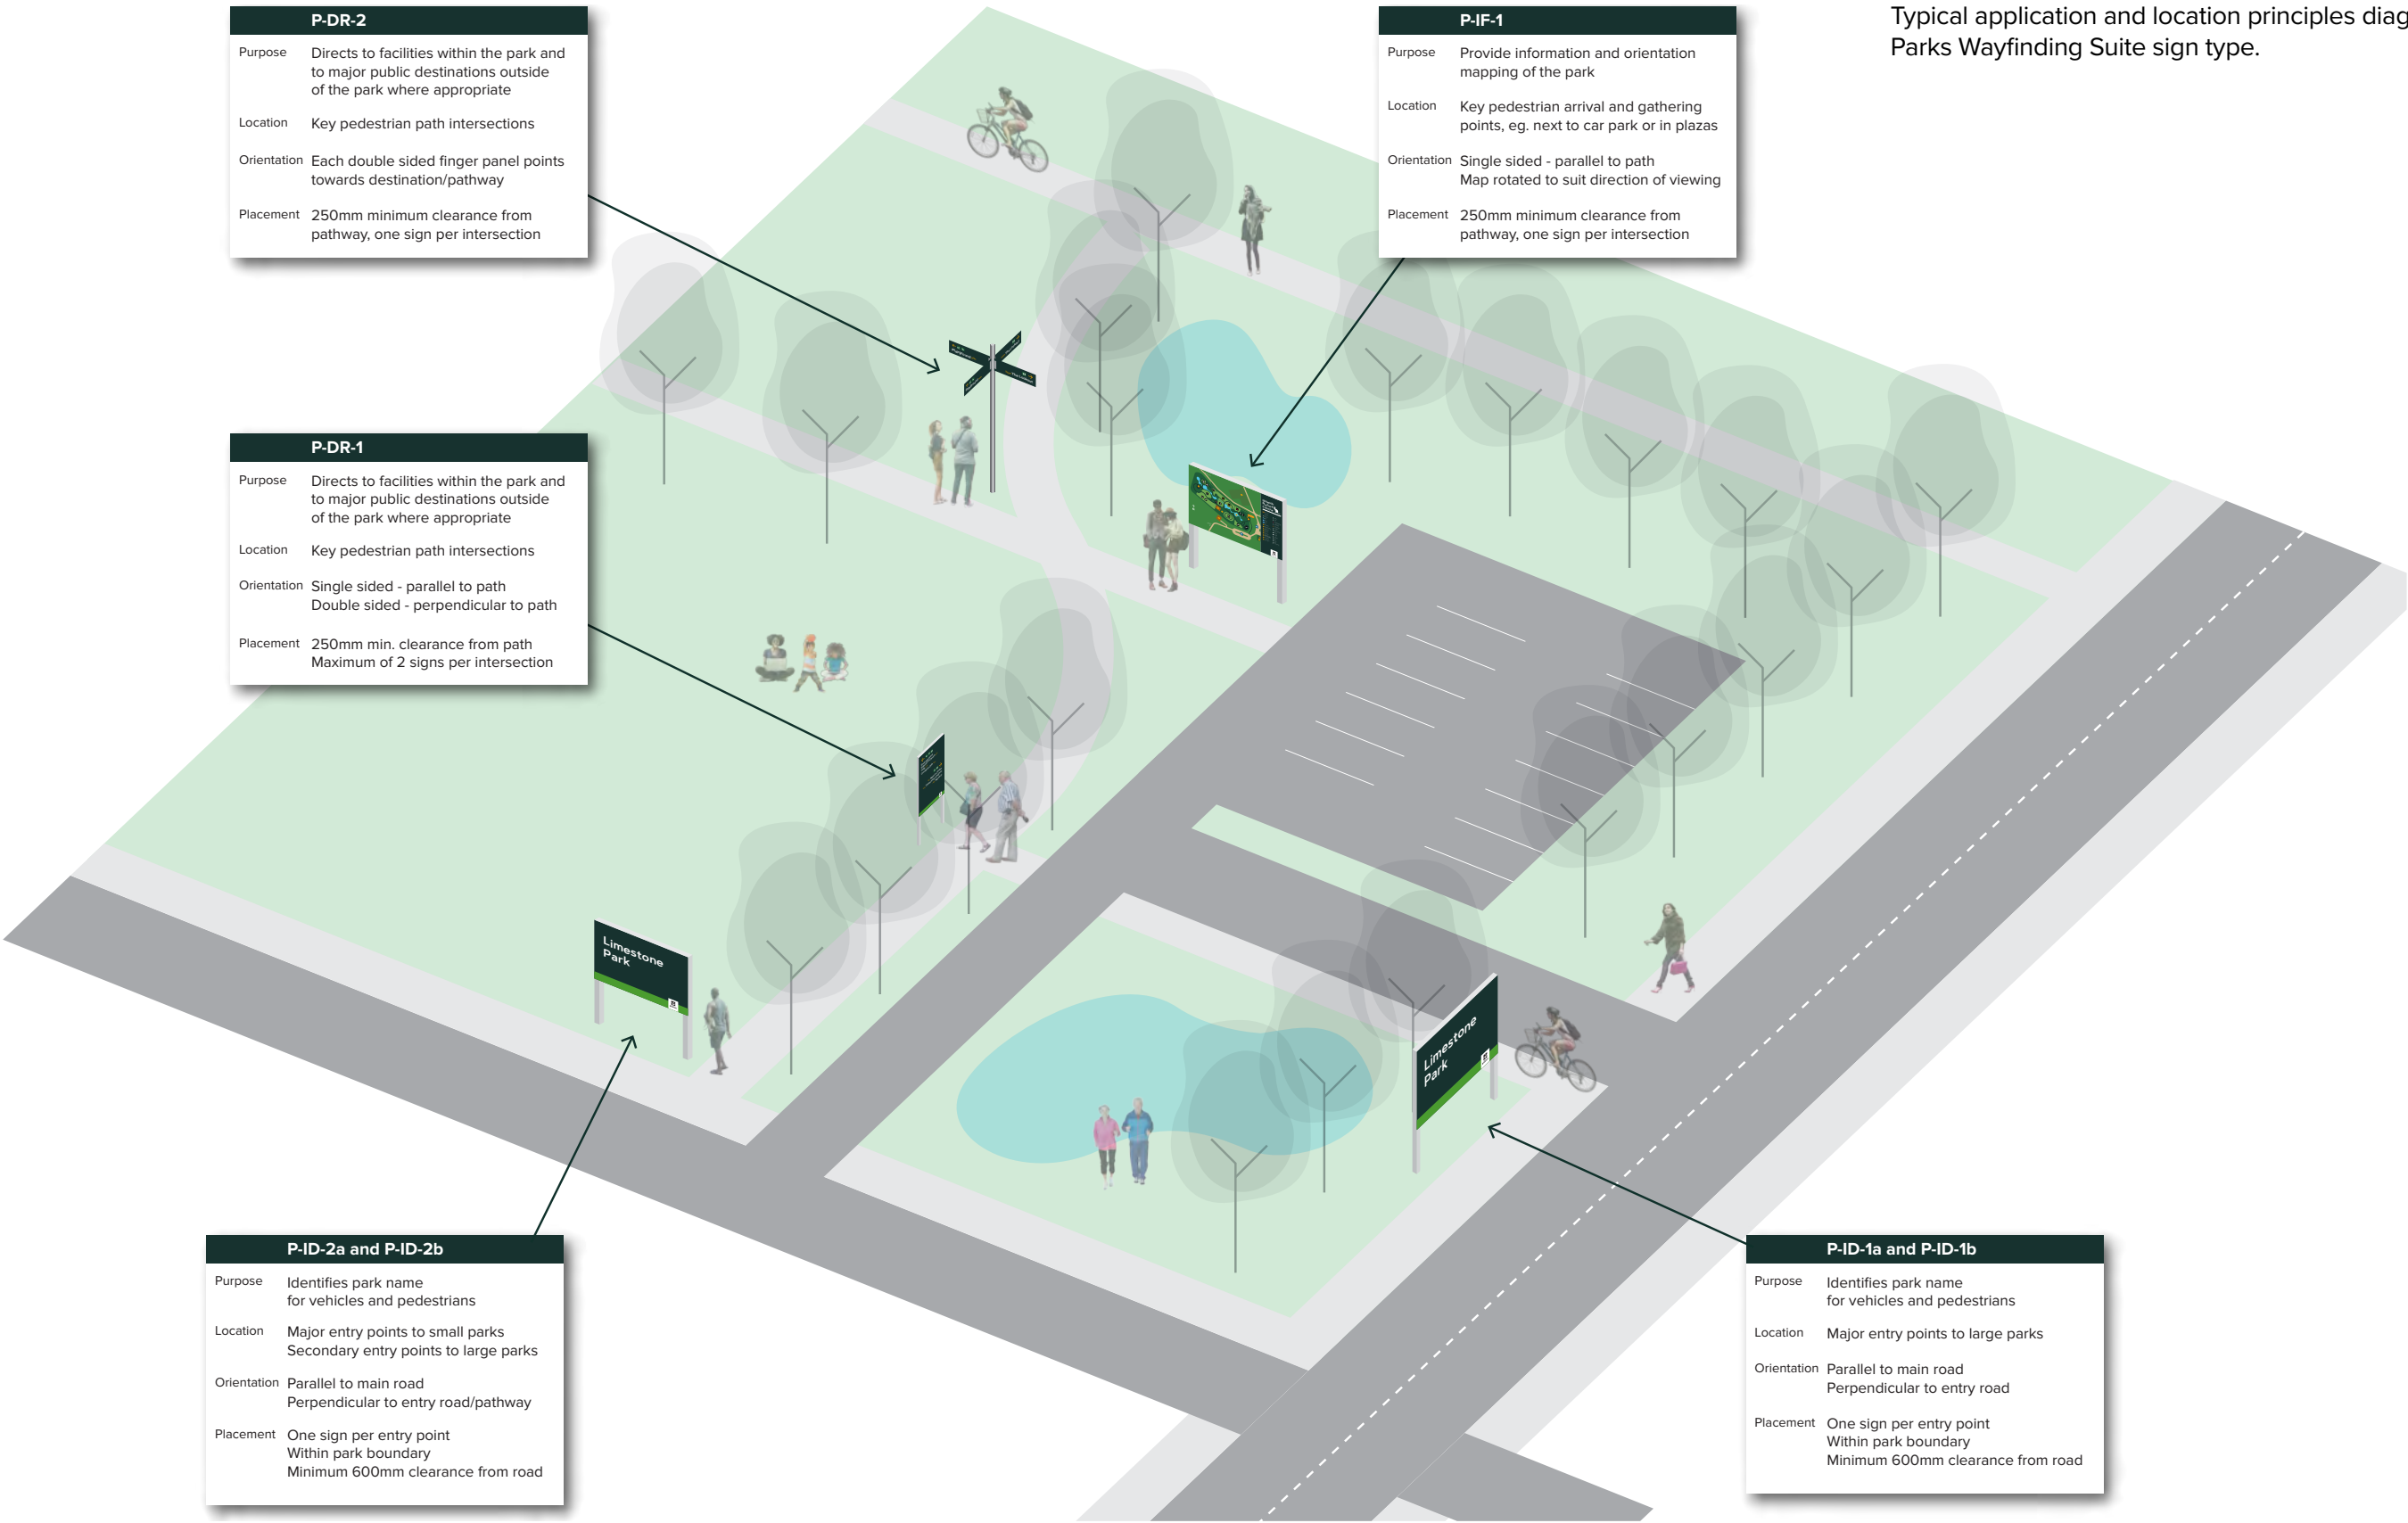 Typical application and location principles diag
Parks Wayfinding Suite sign type.
P-DR-2
Purpose Directs to facilities within the park and
to major public destinations outside
of the park where appropriate
Location Key pedestrian path intersections
Orientation Each double sided finger panel points
towards destination/pathway
Placement 250mm minimum clearance from
pathway, one sign per intersection
P-IF-1
Purpose Provide information and orientation
mapping of the park
Location Key pedestrian arrival and gathering
points, eg. next to car park or in plazas
Orientation Single sided - parallel to path
Map rotated to suit direction of viewing
Placement 250mm minimum clearance from
pathway, one sign per intersection
P-DR-1
Purpose Directs to facilities within the park and
to major public destinations outside
of the park where appropriate
Location Key pedestrian path intersections
Orientation Single sided - parallel to path
Double sided - perpendicular to path
Placement 250mm min. clearance from path
Maximum of 2 signs per intersection
Limestone
Park
Limestone
Park
P-ID-2a and P-ID-2b
Purpose Identifies park name
for vehicles and pedestrians
Location Major entry points to small parks
Secondary entry points to large parks
Orientation Parallel to main road
Perpendicular to entry road/pathway
Placement One sign per entry point
Within park boundary
Minimum 600mm clearance from road
P-ID-1a and P-ID-1b
Purpose Identifies park name
for vehicles and pedestrians
Location Major entry points to large parks
Orientation Parallel to main road
Perpendicular to entry road
Placement One sign per entry point
Within park boundary
Minimum 600mm clearance from road